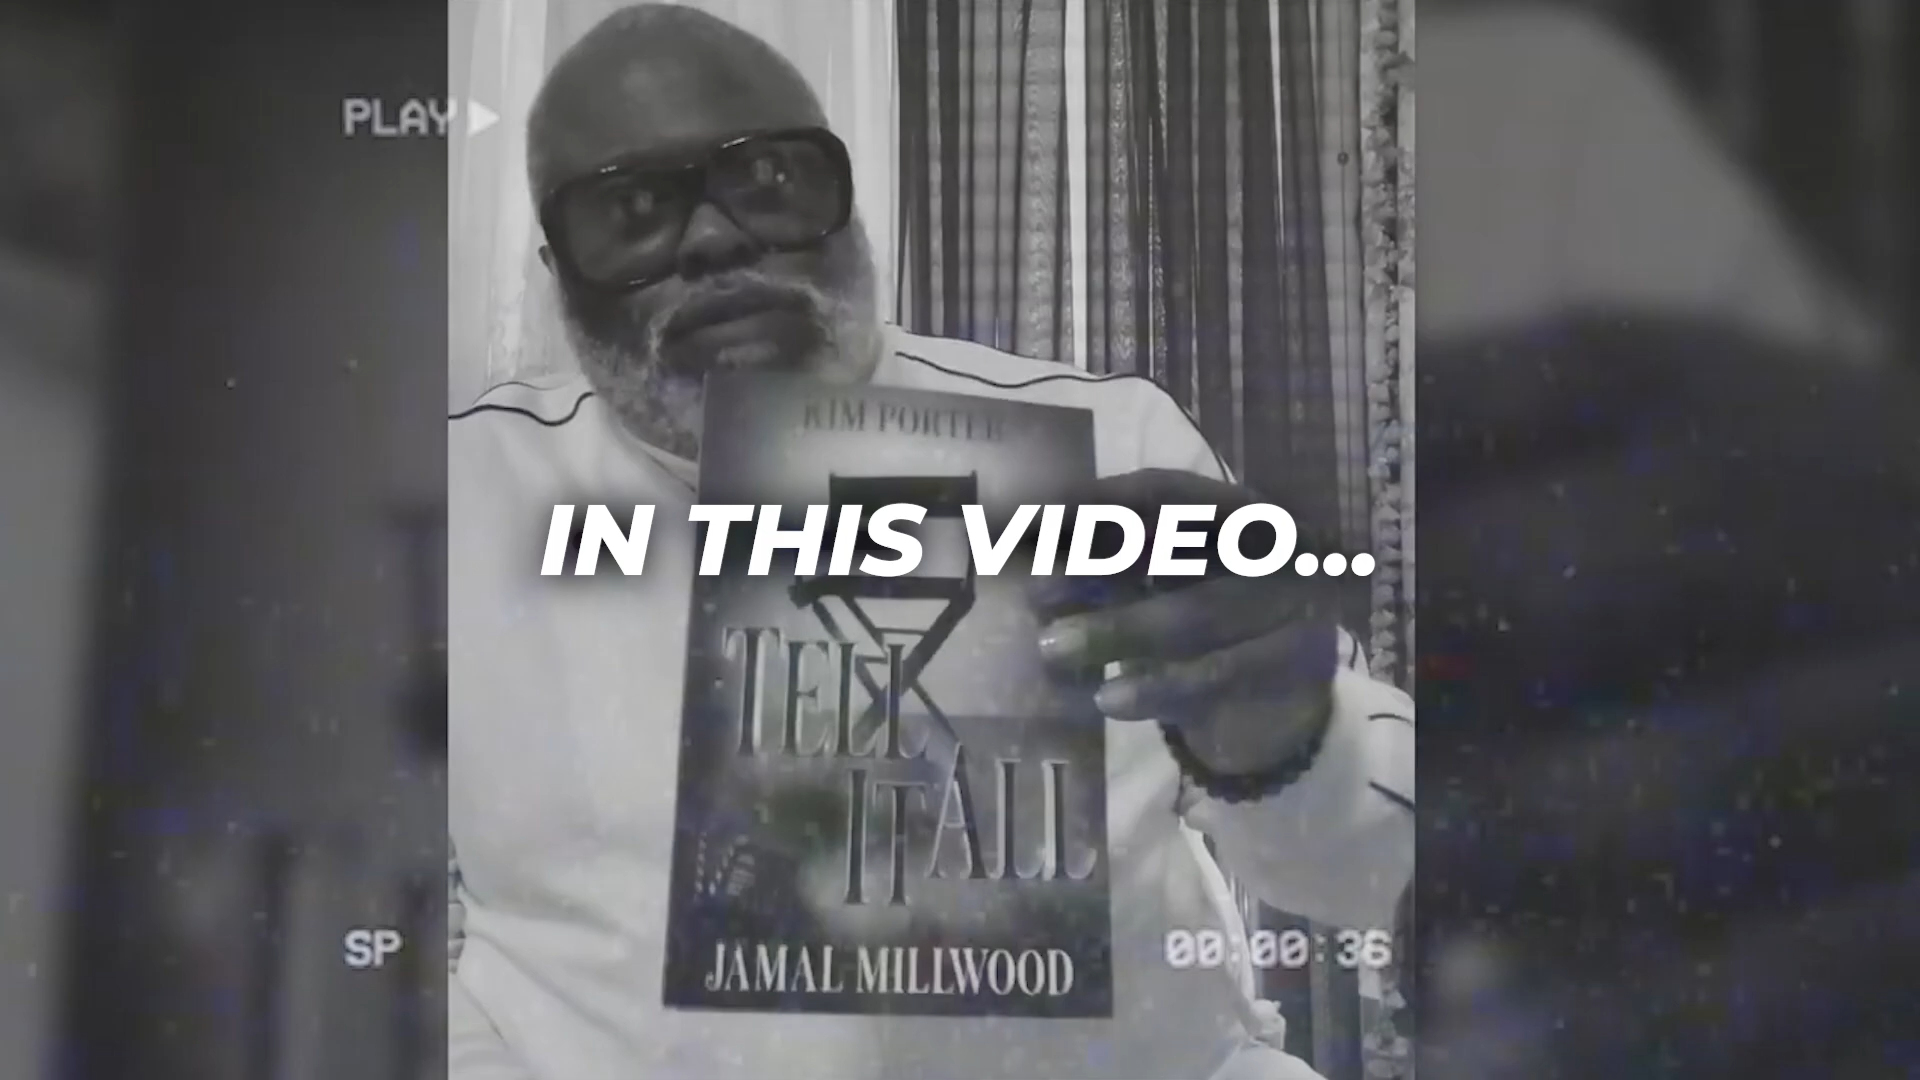 PLAY
KIM PORTER
IN THIS VIDEO...
TELL
IT ALL
JAMAL MILLWOOD
SP
00:00:36